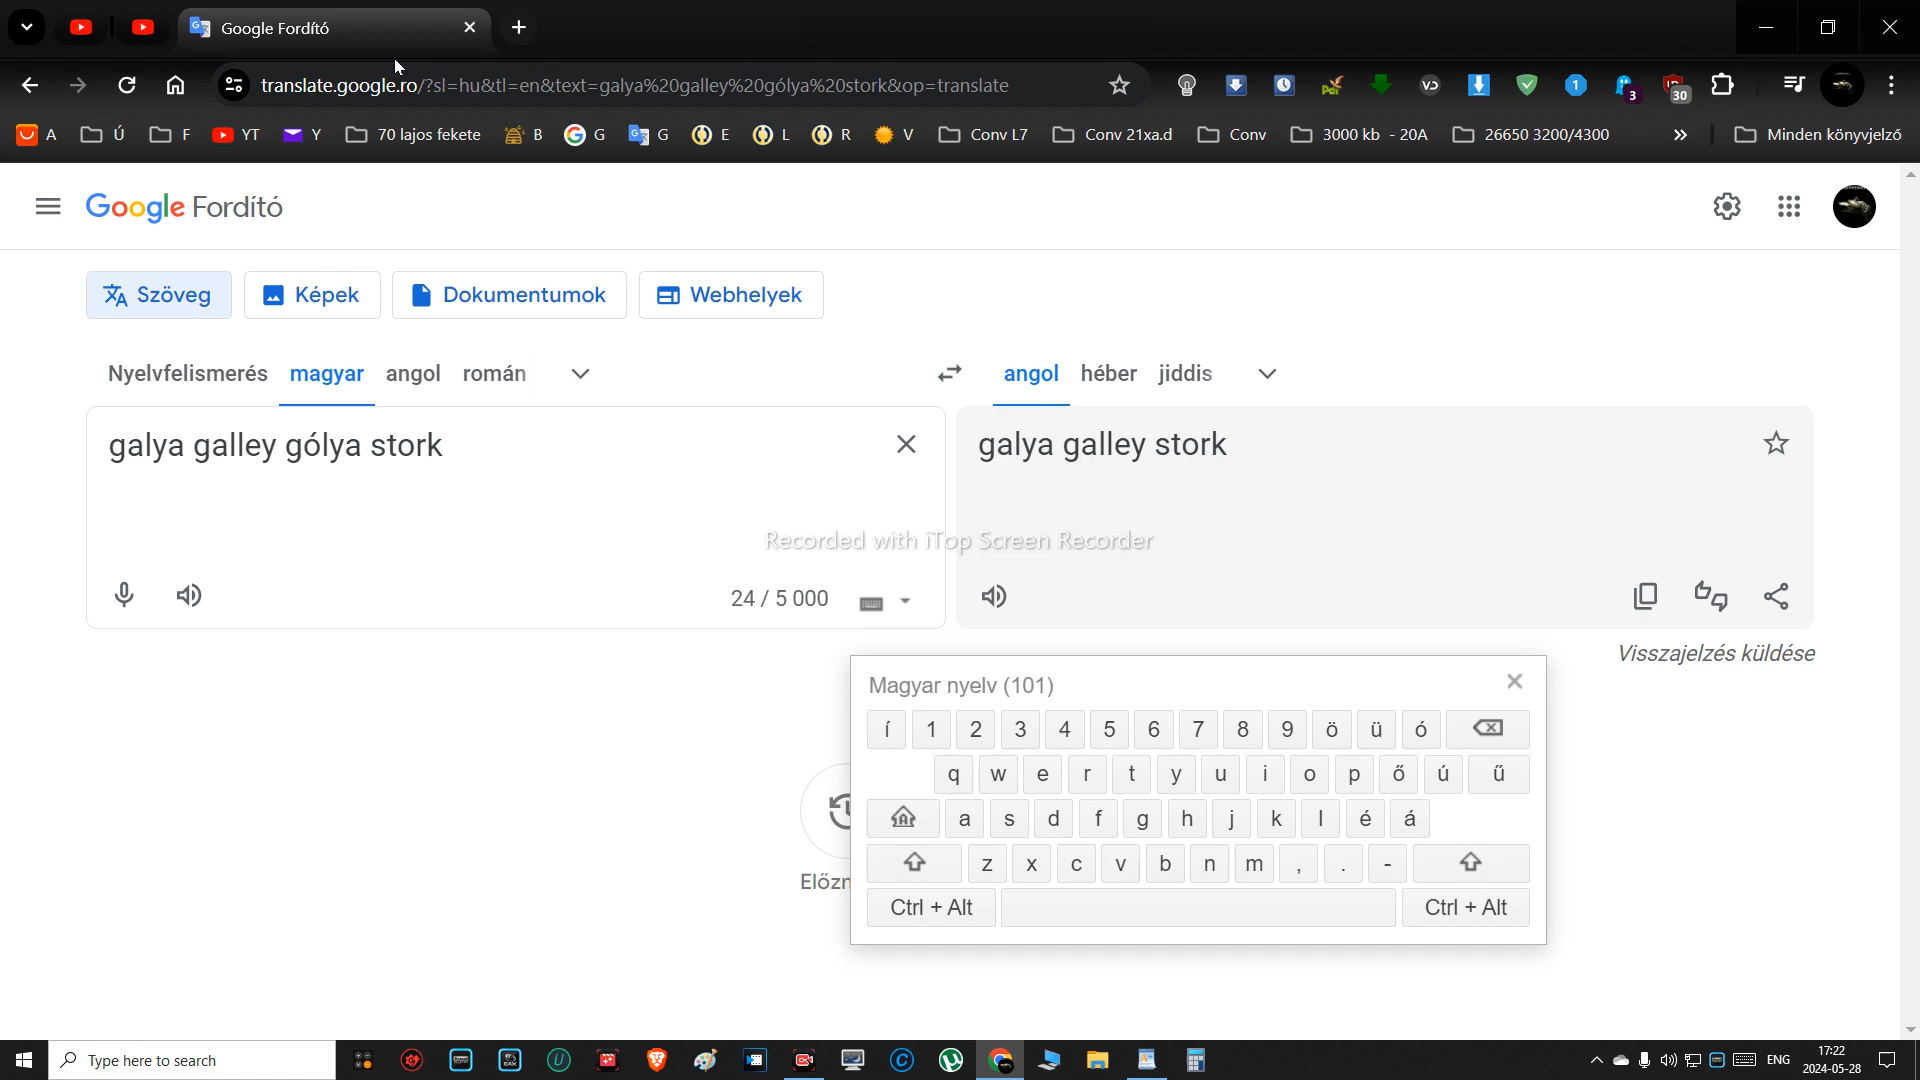 Google Fordító
translate.google.ro/?sl=hu&tl=en&text=galya%20galley%20gólya%20stork&op=translate
VD
1
3
30
A
Ú
F
YT
Y
70 lajos fekete
B
G
G
E
L
R
V
Conv L7
Conv 21xa.d
Conv
3000 kb - 20A
26650 3200/4300
»
Minden könyvjelző
Google Fordító
Szöveg
Képek
Dokumentumok
Webhelyek
Nyelvfelismerés magyar angol román
angol héber jiddis
galya galley gólya stork
galya galley stork
Recorded with iTop Screen Recorder
24 / 5 000
Visszajelzés küldése
Magyar nyelv (101)
í 1 2 3 4 5 6 7 8 9 ö ü ó
q w e r t y u i o p ő ú ű
a s d f g h j k l é á
z x c v b n m , . -
Ctrl + Alt
Ctrl + Alt
Előzn
Type here to search
ENG
17:22
2024-05-28